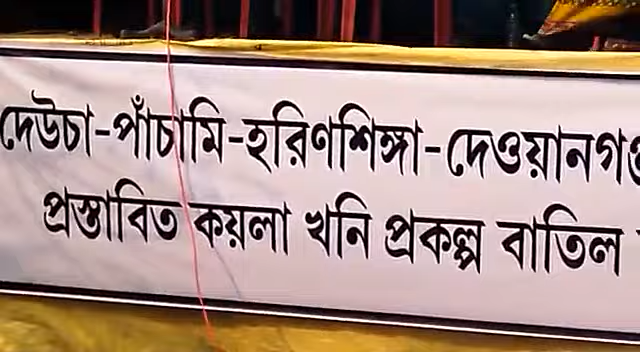 দেউচা-পাঁচামি-হরিণশিঙ্গা-দেওয়ানগ
প্রস্তাবিত কয়লা খনি প্রকল্প বাতিল